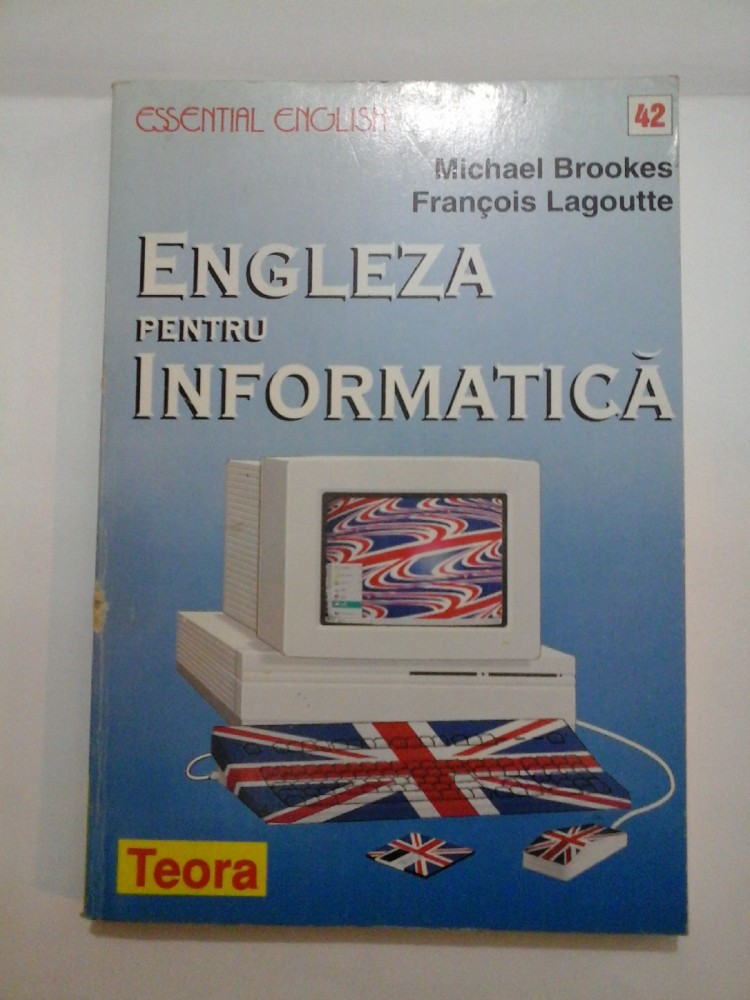 ESSENTIAL ENGLISH
42
Michael Brookes
François Lagoutte
ENGLEZA
PENTRU
INFORMATICĂ
Teora